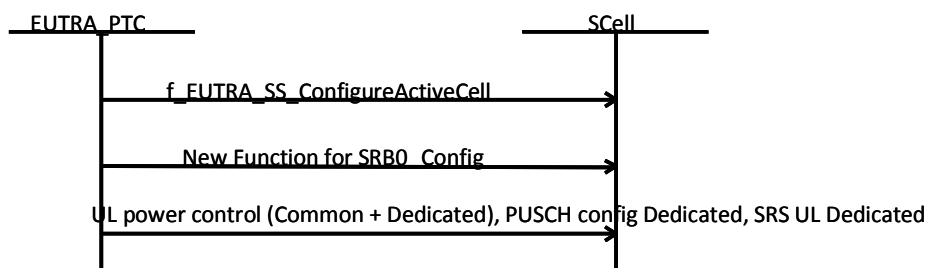 EUTRA_PTC
SCell
f_EUTRA_SS_ConfigureActiveCell
New Function for SRB0_Config
UL power control (Common + Dedicated), PUSCH config Dedicated, SRS UL Dedicated